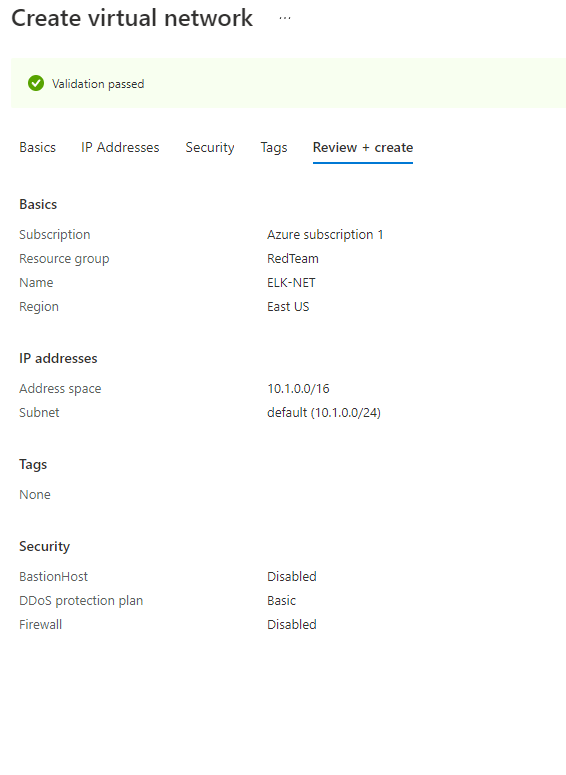 Create virtual network ...
Validation passed
Basics IP Addresses Security Tags Review + create
Basics
Subscription Azure subscription 1
Resource group RedTeam
Name ELK-NET
Region East US
IP addresses
Address space 10.1.0.0/16
Subnet default (10.1.0.0/24)
Tags
None
Security
BastionHost Disabled
DDoS protection plan Basic
Firewall Disabled